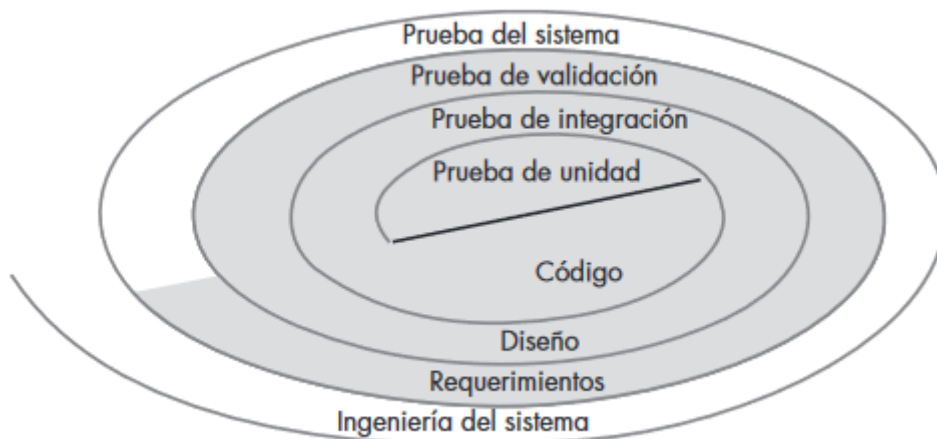 Prueba del sistema
Prueba de validación
Prueba de integración
Prueba de unidad
Código
Diseño
Requerimientos
Ingeniería del sistema